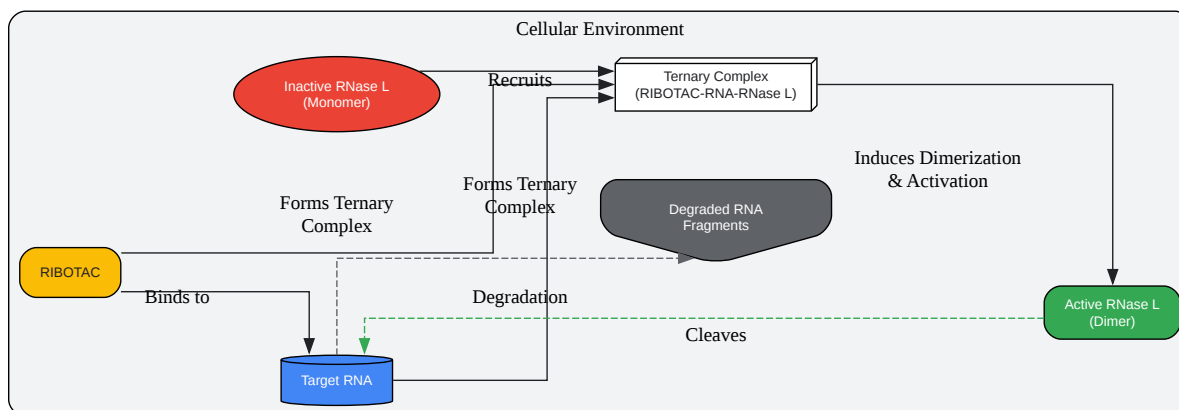 Cellular Environment
Inactive RNase L
(Monomer)
Recruits
Ternary Complex
(RIBOTAC-RNA-RNase L)
Induces Dimerization
& Activation
Forms Ternary
Complex
Forms Ternary
Complex
Degraded RNA
Fragments
RIBOTAC
Binds to
Degradation
Active RNase L
(Dimer)
Cleaves
Target RNA